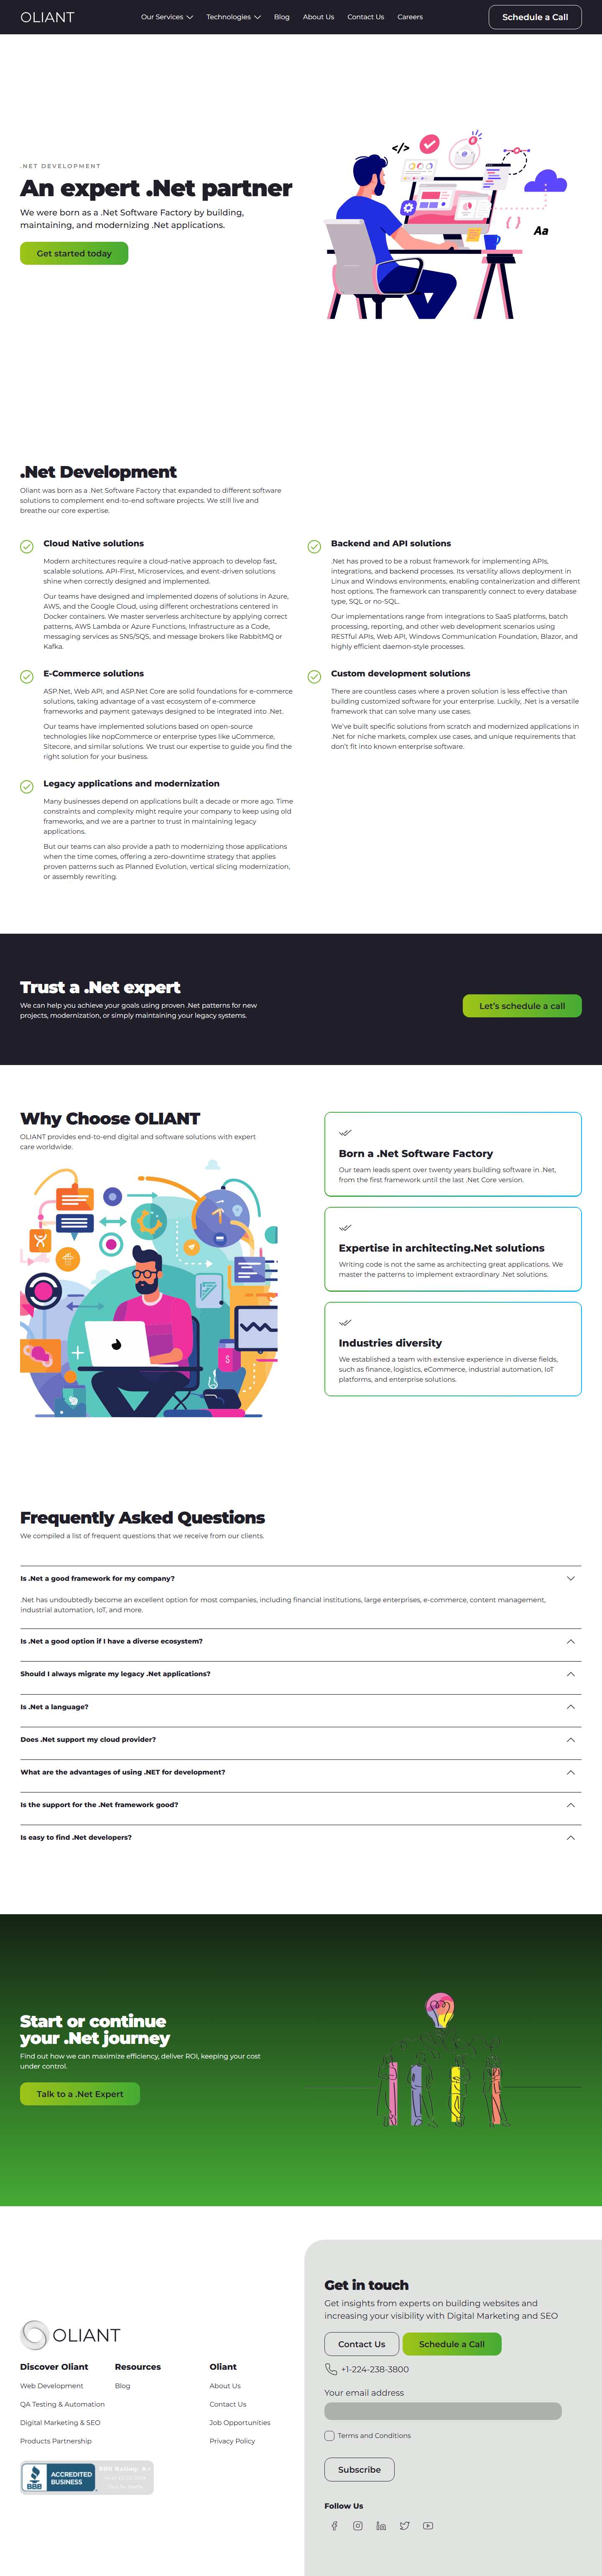 OLIANT
Our Services
Technologies
Blog
About Us
Contact Us
Careers
Schedule a Call
.NET DEVELOPMENT
An expert .Net partner
We were born as a .Net Software Factory by building,
maintaining, and modernizing .Net applications.
Get started today
</>
{ }
Aa
.Net Development
Oliant was born as a .Net Software Factory that expanded to different software
solutions to complement end-to-end software projects. We still live and
breathe our core expertise.
Cloud Native solutions
Modern architectures require a cloud-native approach to develop fast,
scalable solutions. API-First, Microservices, and event-driven solutions
shine when correctly designed and implemented.
Our teams have designed and implemented dozens of solutions in Azure,
AWS, and the Google Cloud, using different orchestrations centered in
Docker containers. We master serverless architecture by applying correct
patterns, AWS Lambda or Azure Functions, Infrastructure as a Code,
messaging services as SNS/SQS, and message brokers like RabbitMQ or
Kafka.
Backend and API solutions
.Net has proved to be a robust framework for implementing APIs,
integrations, and background processes. Its versatility allows deployment in
Linux and Windows environments, enabling containerization and different
host options. The framework can transparently connect to every database
type, SQL or no-SQL.
Our implementations range from integrations to SaaS platforms, batch
processing, reporting, and other web development scenarios using
RESTful APIs, Web API, Windows Communication Foundation, Blazor, and
highly efficient daemon-style processes.
E-Commerce solutions
ASP.Net, Web API, and ASP.Net Core are solid foundations for e-commerce
solutions, taking advantage of a vast ecosystem of e-commerce
frameworks and payment gateways designed to be integrated into .Net.
Our teams have implemented solutions based on open-source
technologies like nopCommerce or enterprise types like uCommerce,
Sitecore, and similar solutions. We trust our expertise to guide you find the
right solution for your business.
Custom development solutions
There are countless cases where a proven solution is less effective than
building customized software for your enterprise. Luckily, .Net is a versatile
framework that can solve many use cases.
We've built specific solutions from scratch and modernized applications in
.Net for niche markets, complex use cases, and unique requirements that
don't fit into known enterprise software.
Legacy applications and modernization
Many businesses depend on applications built a decade or more ago. Time
constraints and complexity might require your company to keep using old
frameworks, and we are a partner to trust in maintaining legacy
applications.
But our teams can also provide a path to modernizing those applications
when the time comes, offering a zero-downtime strategy that applies
proven patterns such as Planned Evolution, vertical slicing modernization,
or assembly rewriting.
Trust a .Net expert
We can help you achieve your goals using proven .Net patterns for new
projects, modernization, or simply maintaining your legacy systems.
Let's schedule a call
Why Choose OLIANT
OLIANT provides end-to-end digital and software solutions with expert
care worldwide.
$
Born a .Net Software Factory
Our team leads spent over twenty years building software in .Net,
from the first framework until the last .Net Core version.
Expertise in architecting.Net solutions
Writing code is not the same as architecting great applications. We
master the patterns to implement extraordinary .Net solutions.
Industries diversity
We established a team with extensive experience in diverse fields,
such as finance, logistics, eCommerce, industrial automation, IoT
platforms, and enterprise solutions.
Frequently Asked Questions
We compiled a list of frequent questions that we receive from our clients.
Is .Net a good framework for my company?
.Net has undoubtedly become an excellent option for most companies, including financial institutions, large enterprises, e-commerce, content management,
industrial automation, IoT, and more.
Is .Net a good option if I have a diverse ecosystem?
Should I always migrate my legacy .Net applications?
Is .Net a language?
Does .Net support my cloud provider?
What are the advantages of using .NET for development?
Is the support for the .Net framework good?
Is easy to find .Net developers?
Start or continue
your .Net journey
Find out how we can maximize efficiency, deliver ROI, keeping your cost
under control.
Talk to a .Net Expert
OLIANT
Discover Oliant
Web Development
QA Testing & Automation
Digital Marketing & SEO
Products Partnership
Resources
Blog
Oliant
About Us
Contact Us
Job Opportunities
Privacy Policy
BBB
ACCREDITED
BUSINESS
BBB Rating: A+
Get in touch
Get insights from experts on building websites and
increasing your visibility with Digital Marketing and SEO
Contact Us
Schedule a Call
+1-224-238-3800
Your email address
Terms and Conditions
Subscribe
Follow Us